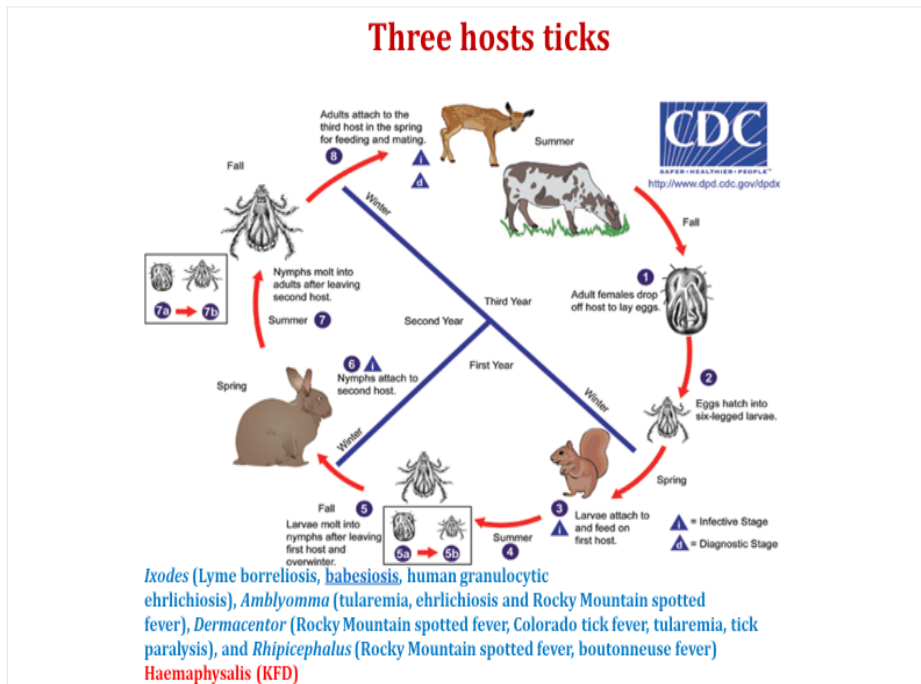 Three hosts ticks
Adults attach to the
third host in the spring
for feeding and mating.
8
i
d
Summer
CDC
SAFER•HEALTHIER•PEOPLE™
http://www.dpd.cdc.gov/dpdx
Fall
Fall
Winter
1
Adult females drop
off host to lay eggs.
Nymphs molt into
adults after leaving
second host.
7a
7b
Summer 7
Third Year
Second Year
First Year
6 i
Nymphs attach to
second host.
2
Eggs hatch into
six-legged larvae.
Spring
Winter
Winter
Spring
Fall 5
Larvae molt into
nymphs after leaving
first host and
overwinter.
5a
5b
Summer
4
3
i
Larvae attach to
and feed on
first host.
i = Infective Stage
d = Diagnostic Stage
Ixodes (Lyme borreliosis, babesiosis, human granulocytic
ehrlichiosis), Amblyomma (tularemia, ehrlichiosis and Rocky Mountain spotted
fever), Dermacentor (Rocky Mountain spotted fever, Colorado tick fever, tularemia, tick
paralysis), and Rhipicephalus (Rocky Mountain spotted fever, boutonneuse fever)
Haemaphysalis (KFD)